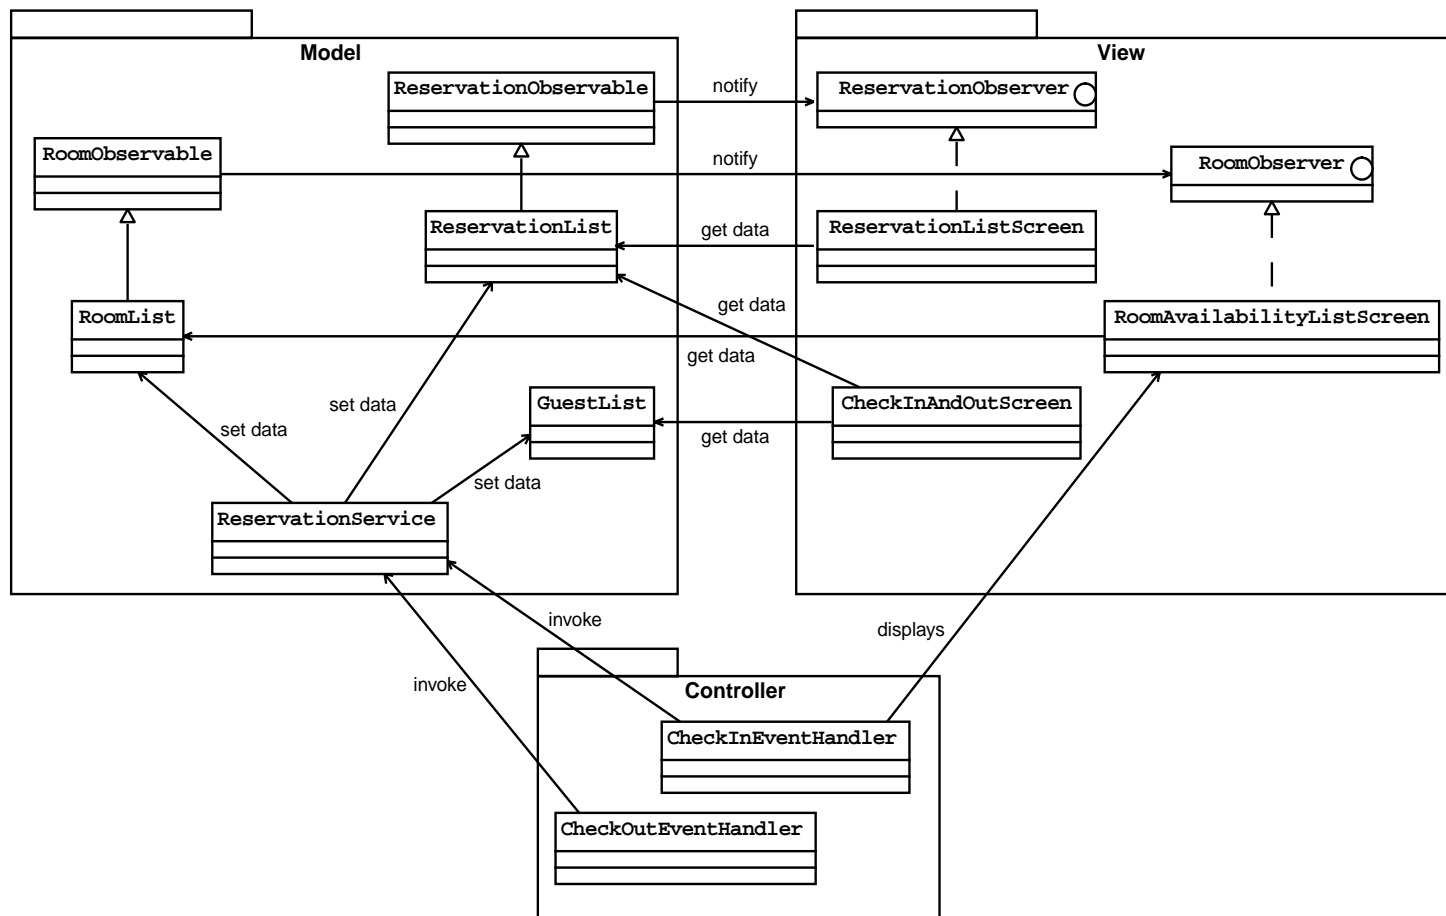 Model
View
ReservationObservable
notify
ReservationObserver
RoomObservable
notify
RoomObserver
ReservationList
get data
ReservationListScreen
get data
RoomList
RoomAvailabilityListScreen
get data
set data
GuestList
CheckInAndOutScreen
set data
get data
set data
ReservationService
invoke
displays
invoke
Controller
CheckInEventHandler
CheckOutEventHandler